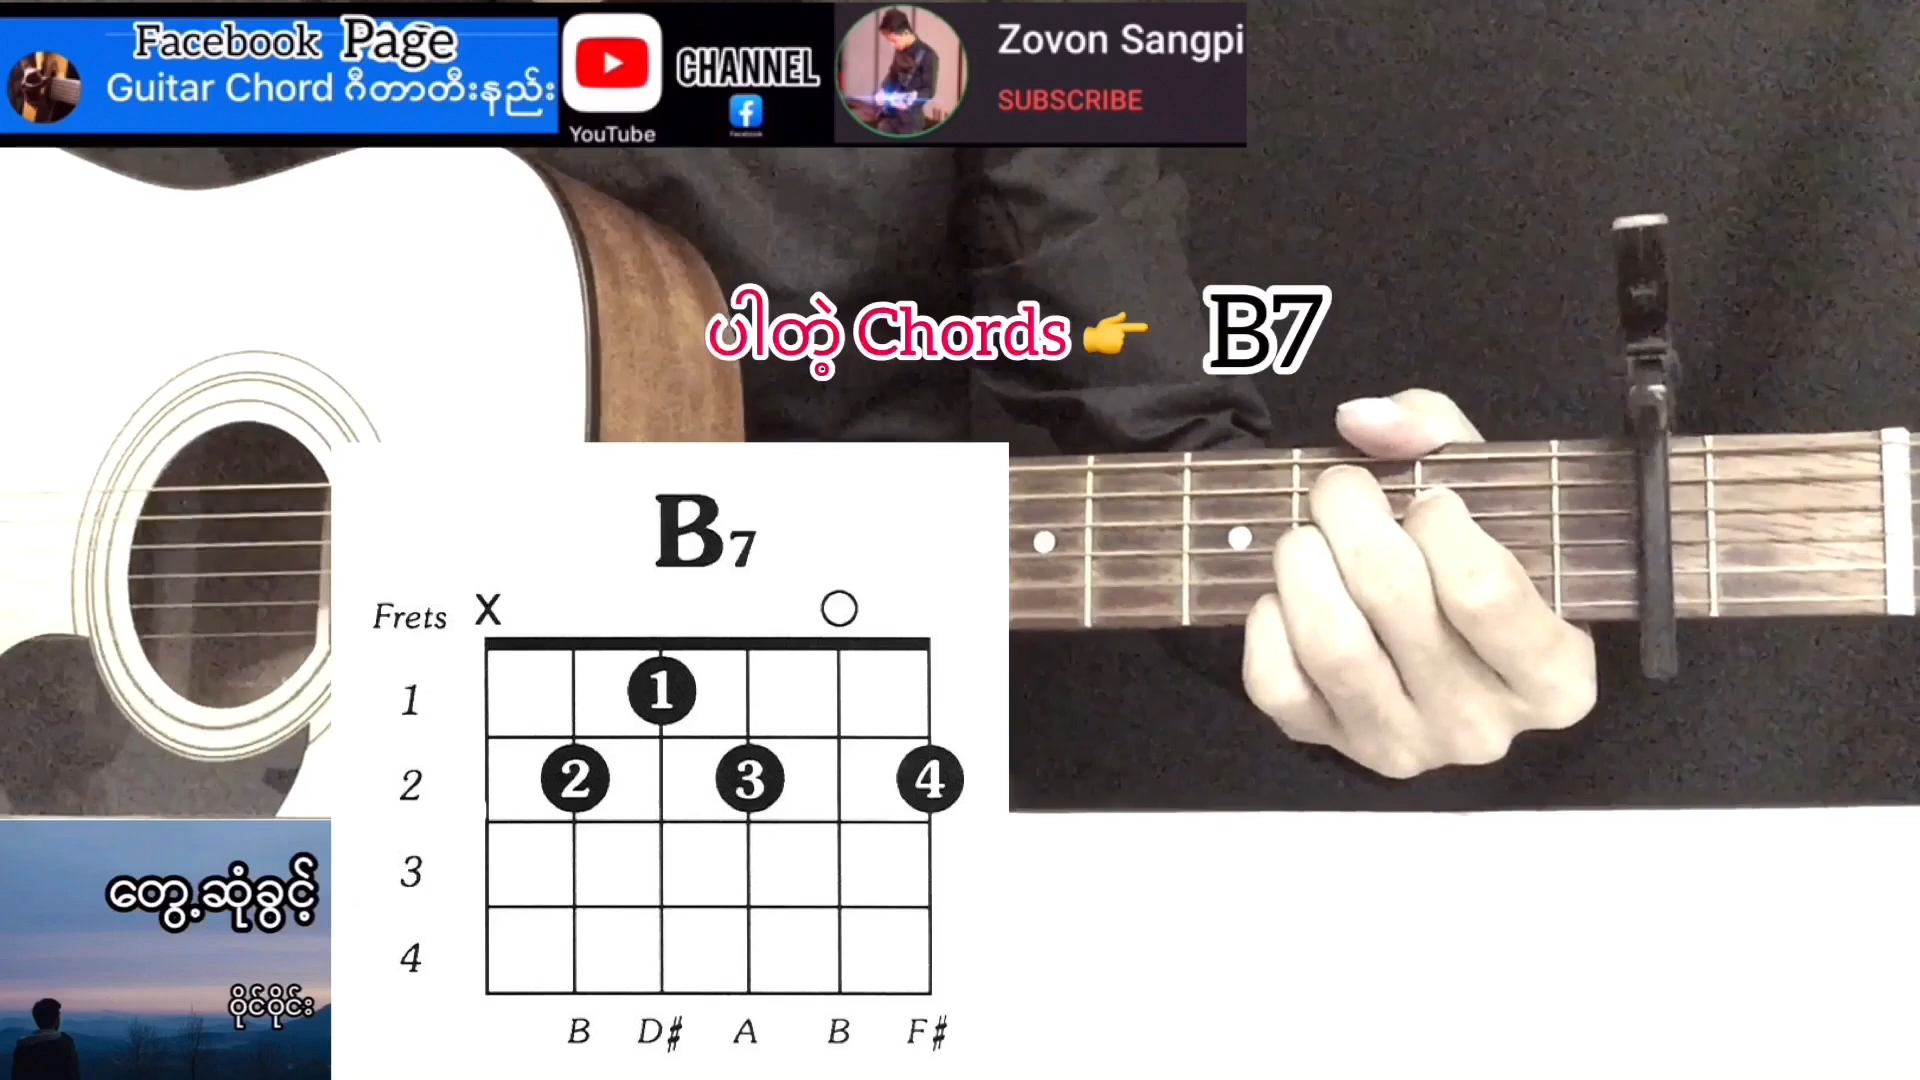 Facebook Page
Guitar Chord ဂီတာတီးနည်း
YouTube
CHANNEL
Facebook
Zovon Sangpi
SUBSCRIBE
ပါတဲ့ Chords 👉 B7
B7
Frets X O
1 1
2 2 3 4
3
4
B D# A B F#
တွေ့ဆုံခွင့်
ဝိုင်ဝိုင်း